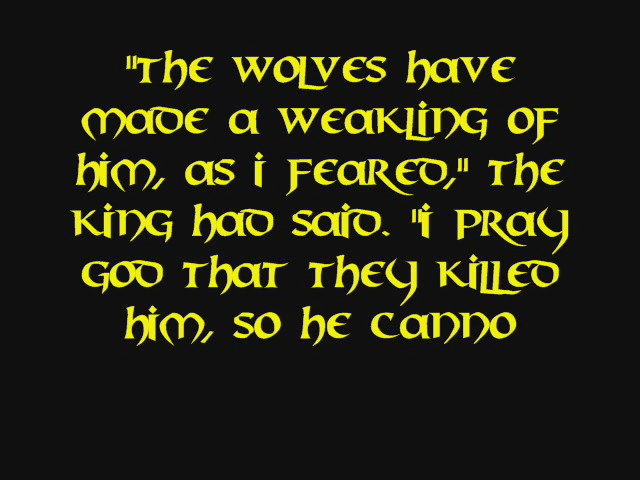 "The wolves have
made a weakling of
him, as I feared," the
king had said. "I pray
God that they killed
him, so he canno